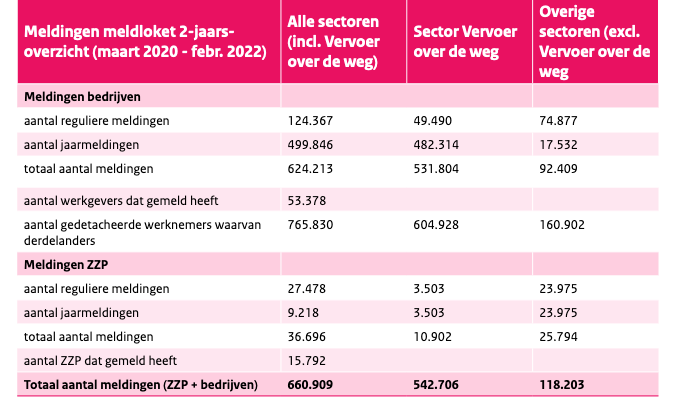 Meldingen meldloket 2-jaars-
overzicht (maart 2020 - febr. 2022)
Alle sectoren
(incl. Vervoer
over de weg)
Sector Vervoer
over de weg
Overige
sectoren (excl.
Vervoer over de
weg
Meldingen bedrijven
aantal reguliere meldingen 124.367 49.490 74.877
aantal jaarmeldingen 499.846 482.314 17.532
totaal aantal meldingen 624.213 531.804 92.409
aantal werkgevers dat gemeld heeft 53.378
aantal gedetacheerde werknemers waarvan 765.830 604.928 160.902
derdelanders
Meldingen ZZP
aantal reguliere meldingen 27.478 3.503 23.975
aantal jaarmeldingen 9.218 3.503 23.975
totaal aantal meldingen 36.696 10.902 25.794
aantal ZZP dat gemeld heeft 15.792
Totaal aantal meldingen (ZZP + bedrijven) 660.909 542.706 118.203